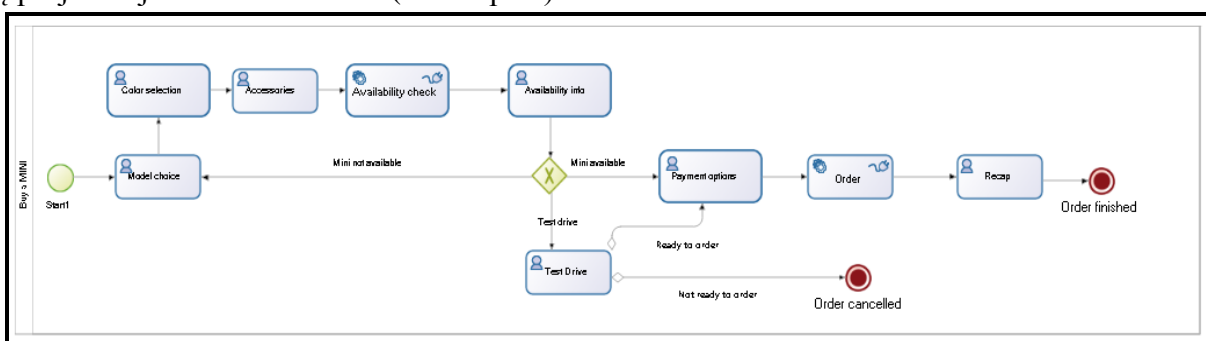 Buy a MINI
Start1
Model choice
Color selection
Accessories
Availability check
Availability info
Mini not available
Mini available
Test drive
Test Drive
Ready to order
Not ready to order
Order cancelled
Payment options
Order
Recap
Order finished